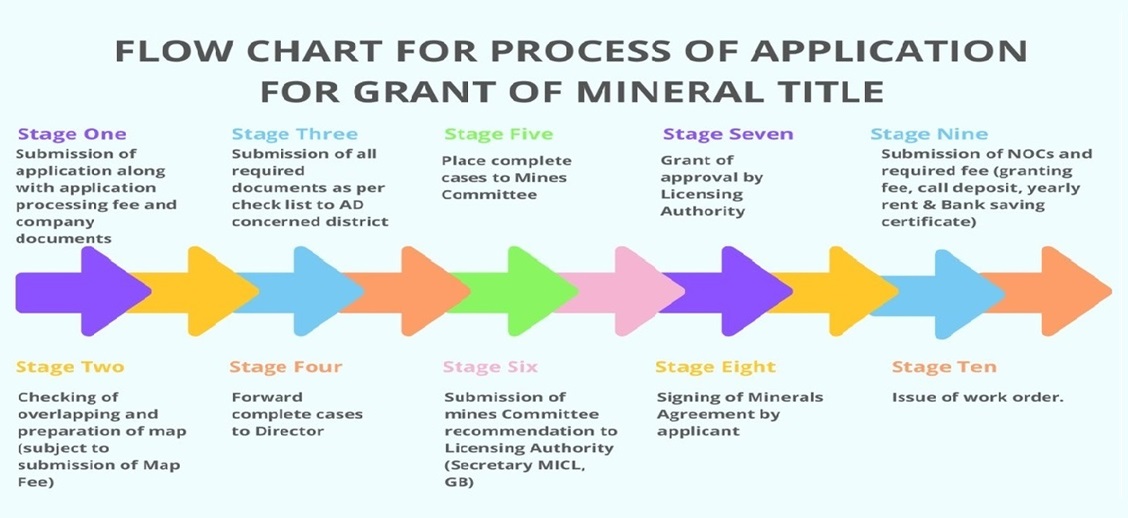 FLOW CHART FOR PROCESS OF APPLICATION
FOR GRANT OF MINERAL TITLE
Stage One
Submission of
application along
with application
processing fee and
company
documents
Stage Three
Submission of all
required
documents as per
check list to AD
concerned district
Stage Five
Place complete
cases to Mines
Committee
Stage Seven
Grant of
approval by
Licensing
Authority
Stage Nine
Submission of NOCs and
required fee (granting
fee, call deposit, yearly
rent & Bank saving
certificate)
Stage Two
Checking of
overlapping and
preparation of map
(subject to
submission of Map
Fee)
Stage Four
Forward
complete cases
to Director
Stage Six
Submission of
mines Committee
recommendation to
Licensing Authority
(Secretary MICL,
GB)
Stage Eight
Signing of Minerals
Agreement by
applicant
Stage Ten
Issue of work order.